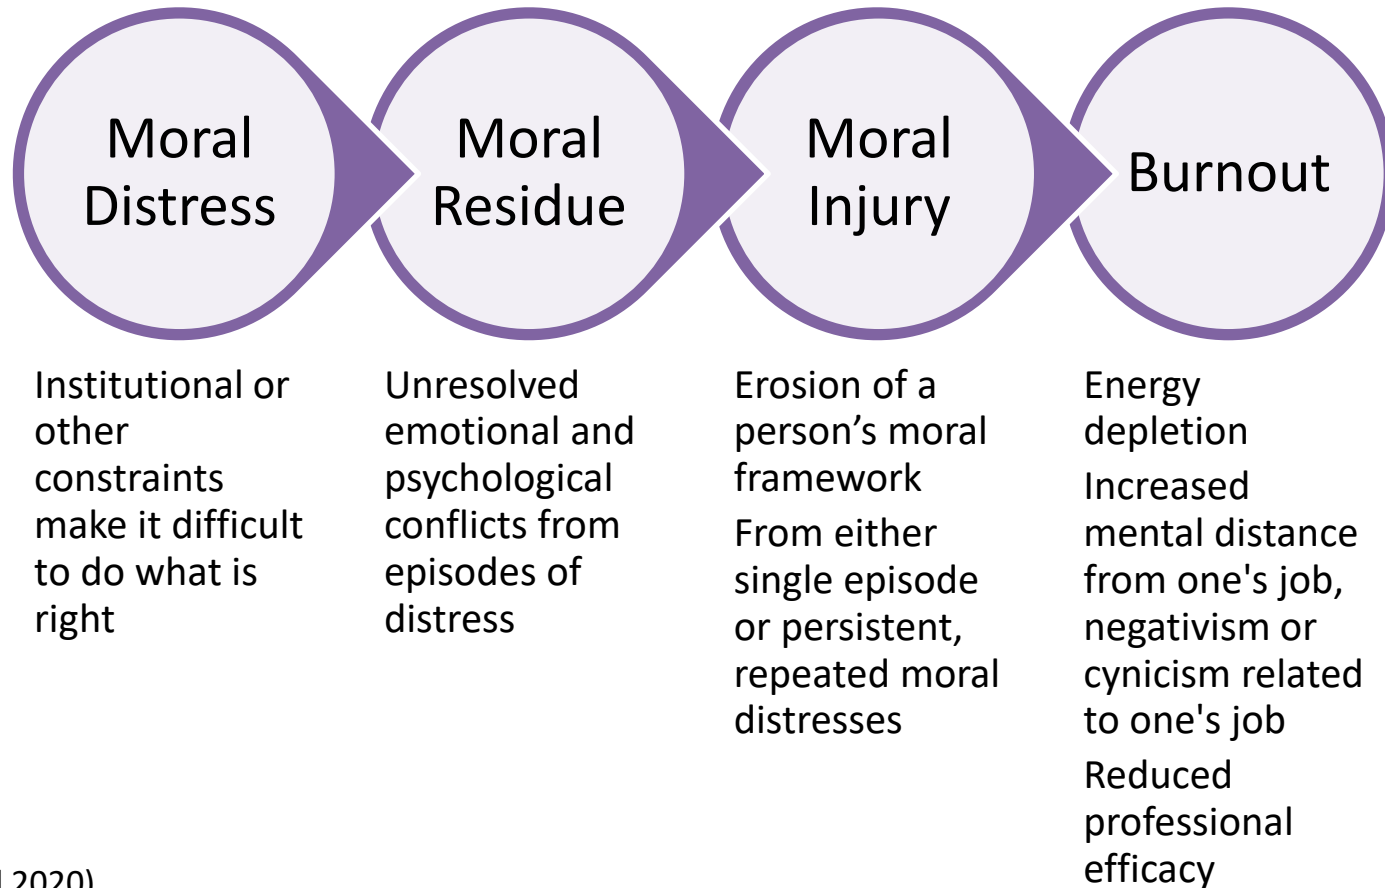 Moral
Distress
Moral
Residue
Moral
Injury
Burnout
Institutional or
other
constraints
make it difficult
to do what is
right
Unresolved
emotional and
psychological
conflicts from
episodes of
distress
Erosion of a
person’s moral
framework
From either
single episode
or persistent,
repeated moral
distresses
Energy
depletion
Increased
mental distance
from one's job,
negativism or
cynicism related
to one's job
Reduced
professional
efficacy
2020)